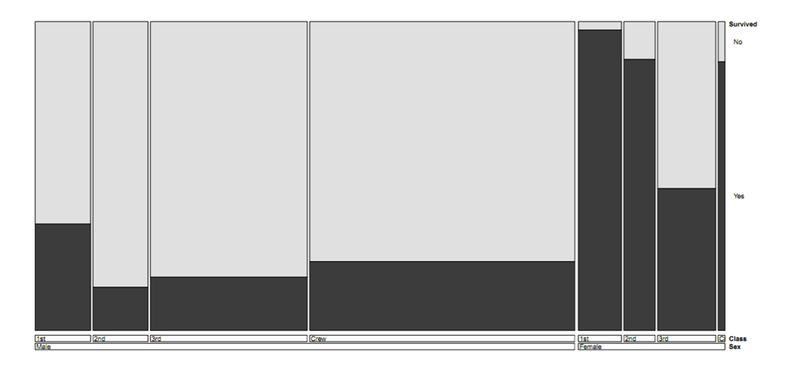 Survived
No
Yes
1st 2nd 3rd Crew 1st 2nd 3rd C Class
Male Female Sex